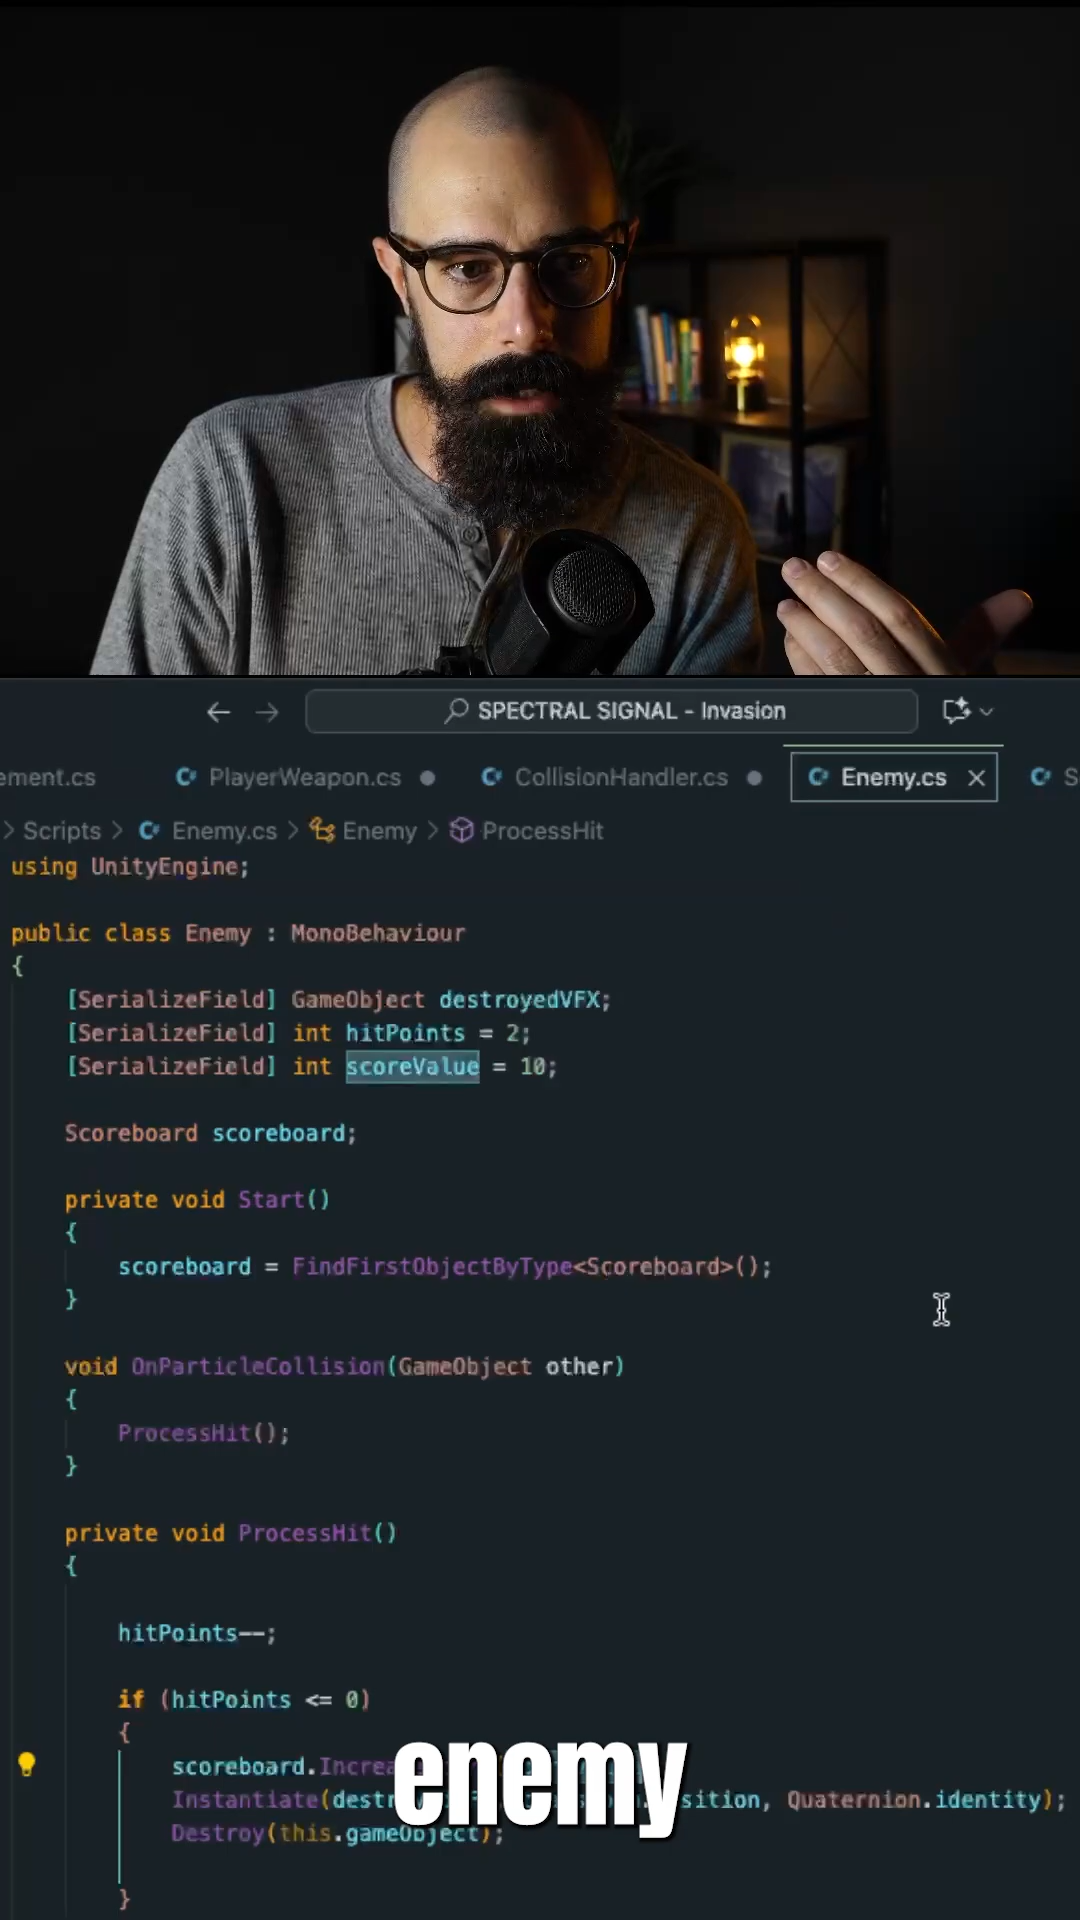 SPECTRAL SIGNAL - Invasion
ement.cs PlayerWeapon.cs CollisionHandler.cs Enemy.cs S
> Scripts > Enemy.cs > Enemy > ProcessHit
using UnityEngine;
public class Enemy : MonoBehaviour
{
[SerializeField] GameObject destroyedVFX;
[SerializeField] int hitPoints = 2;
[SerializeField] int scoreValue = 10;
Scoreboard scoreboard;
private void Start()
{
scoreboard = FindFirstObjectByType<Scoreboard>();
}
void OnParticleCollision(GameObject other)
{
ProcessHit();
}
private void ProcessHit()
{
hitPoints--;
if (hitPoints <= 0)
{
scoreboard.Increa
Instantiate(destr sition, Quaternion.identity);
Destroy(this.gameObject);
}
enemy